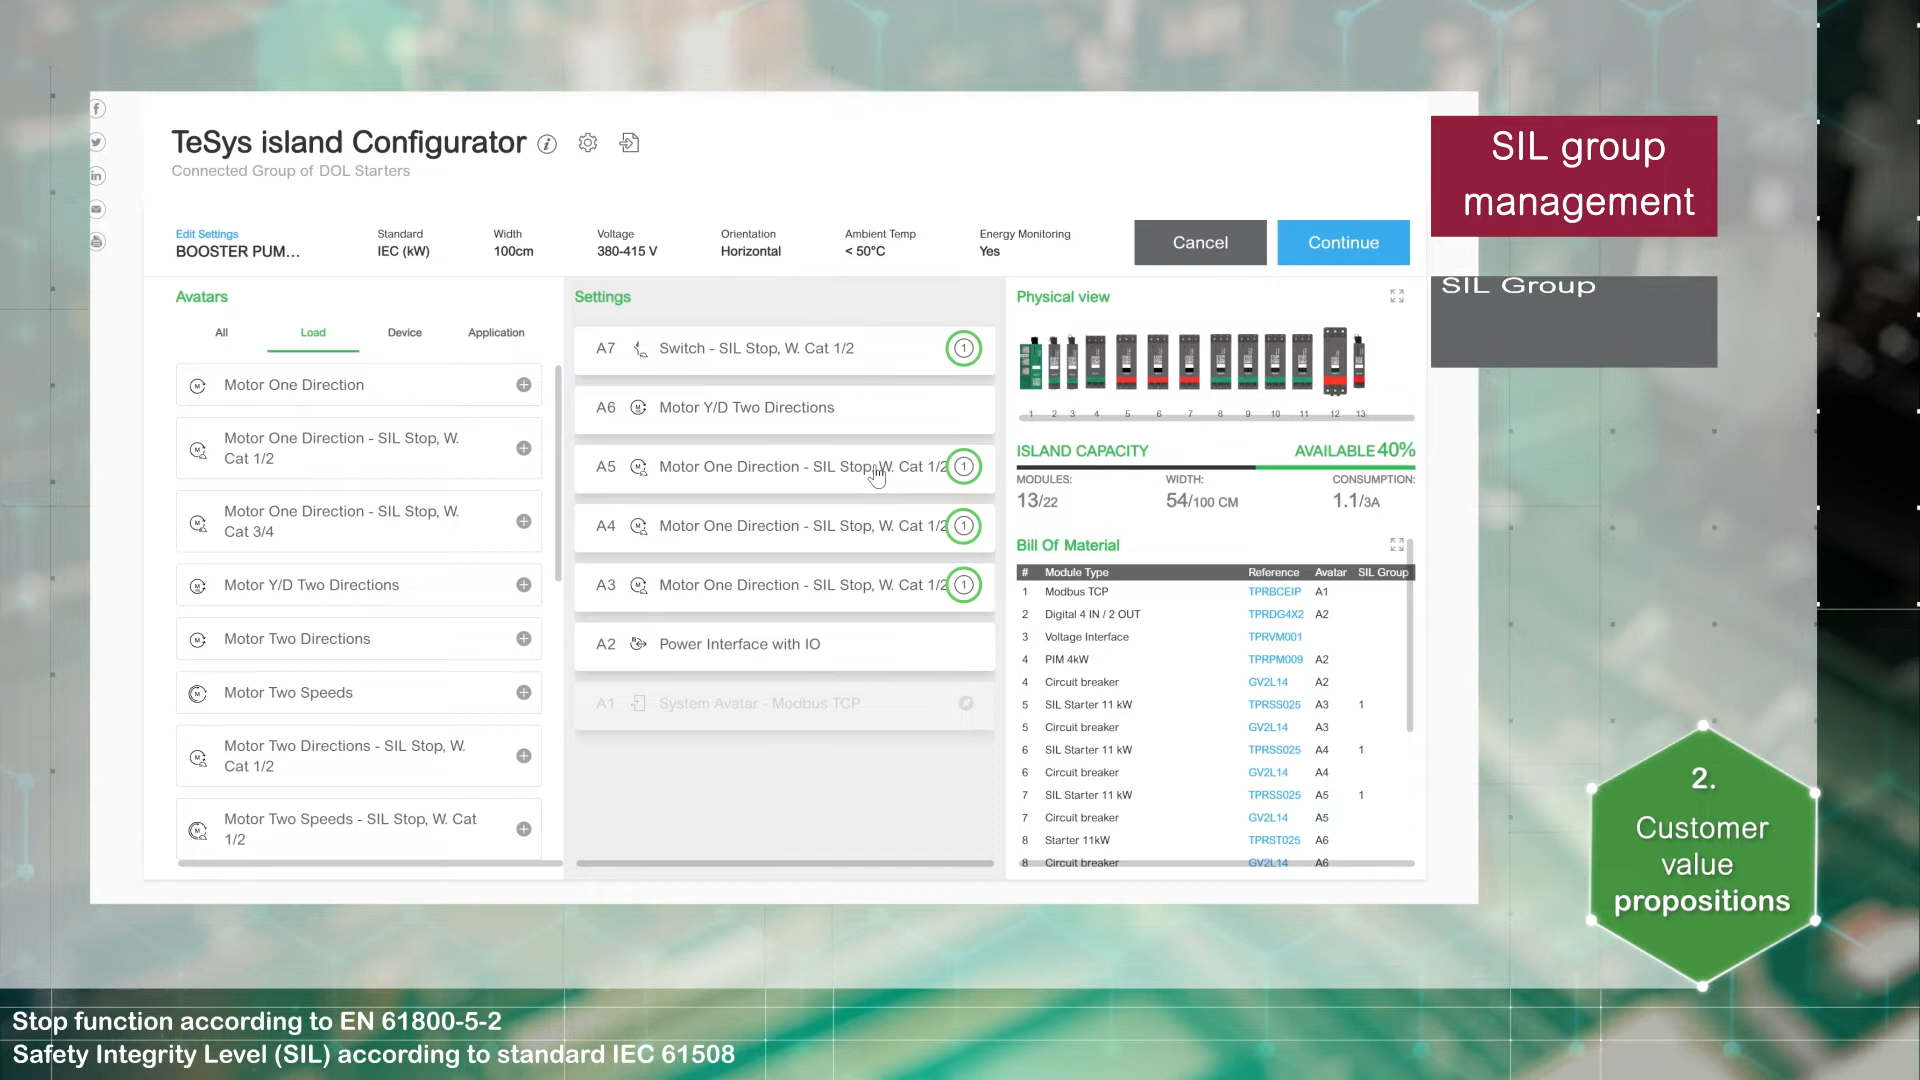 TeSys island Configurator
Connected Group of DOL Starters
Edit Settings
BOOSTER PUM...
Standard
IEC (kW)
Width
100cm
Voltage
380-415 V
Orientation
Horizontal
Ambient Temp
< 50°C
Energy Monitoring
Yes
Cancel
Continue
Avatars
All Load Device Application
Motor One Direction
Motor One Direction - SIL Stop, W.
Cat 1/2
Motor One Direction - SIL Stop, W.
Cat 3/4
Motor Y/D Two Directions
Motor Two Directions
Motor Two Speeds
Motor Two Directions - SIL Stop, W.
Cat 1/2
Motor Two Speeds - SIL Stop, W. Cat
1/2
Settings
A7 Switch - SIL Stop, W. Cat 1/2 1
A6 Motor Y/D Two Directions
A5 Motor One Direction - SIL Stop, W. Cat 1/2 1
A4 Motor One Direction - SIL Stop, W. Cat 1/2 1
A3 Motor One Direction - SIL Stop, W. Cat 1/2 1
A2 Power Interface with IO
A1 System Avatar - Modbus TCP
Physical view
1 2 3 4 5 6 7 8 9 10 11 12 13
ISLAND CAPACITY AVAILABLE 40%
MODULES: WIDTH: CONSUMPTION:
13/22 54/100 CM 1.1/3A
Bill Of Material
# Module Type Reference Avatar SIL Group
1 Modbus TCP TPRBCEIP A1
2 Digital 4 IN / 2 OUT TPRDG4X2 A2
3 Voltage Interface TPRVM001
4 PIM 4kW TPRPM009 A2
4 Circuit breaker GV2L14 A2
5 SIL Starter 11 kW TPRSS025 A3 1
5 Circuit breaker GV2L14 A3
6 SIL Starter 11 kW TPRSS025 A4 1
6 Circuit breaker GV2L14 A4
7 SIL Starter 11 kW TPRSS025 A5 1
7 Circuit breaker GV2L14 A5
8 Starter 11kW TPRST025 A6
8 Circuit breaker GV2L14 A6
SIL group
management
SIL Group
2.
Customer
value
propositions
Stop function according to EN 61800-5-2
Safety Integrity Level (SIL) according to standard IEC 61508